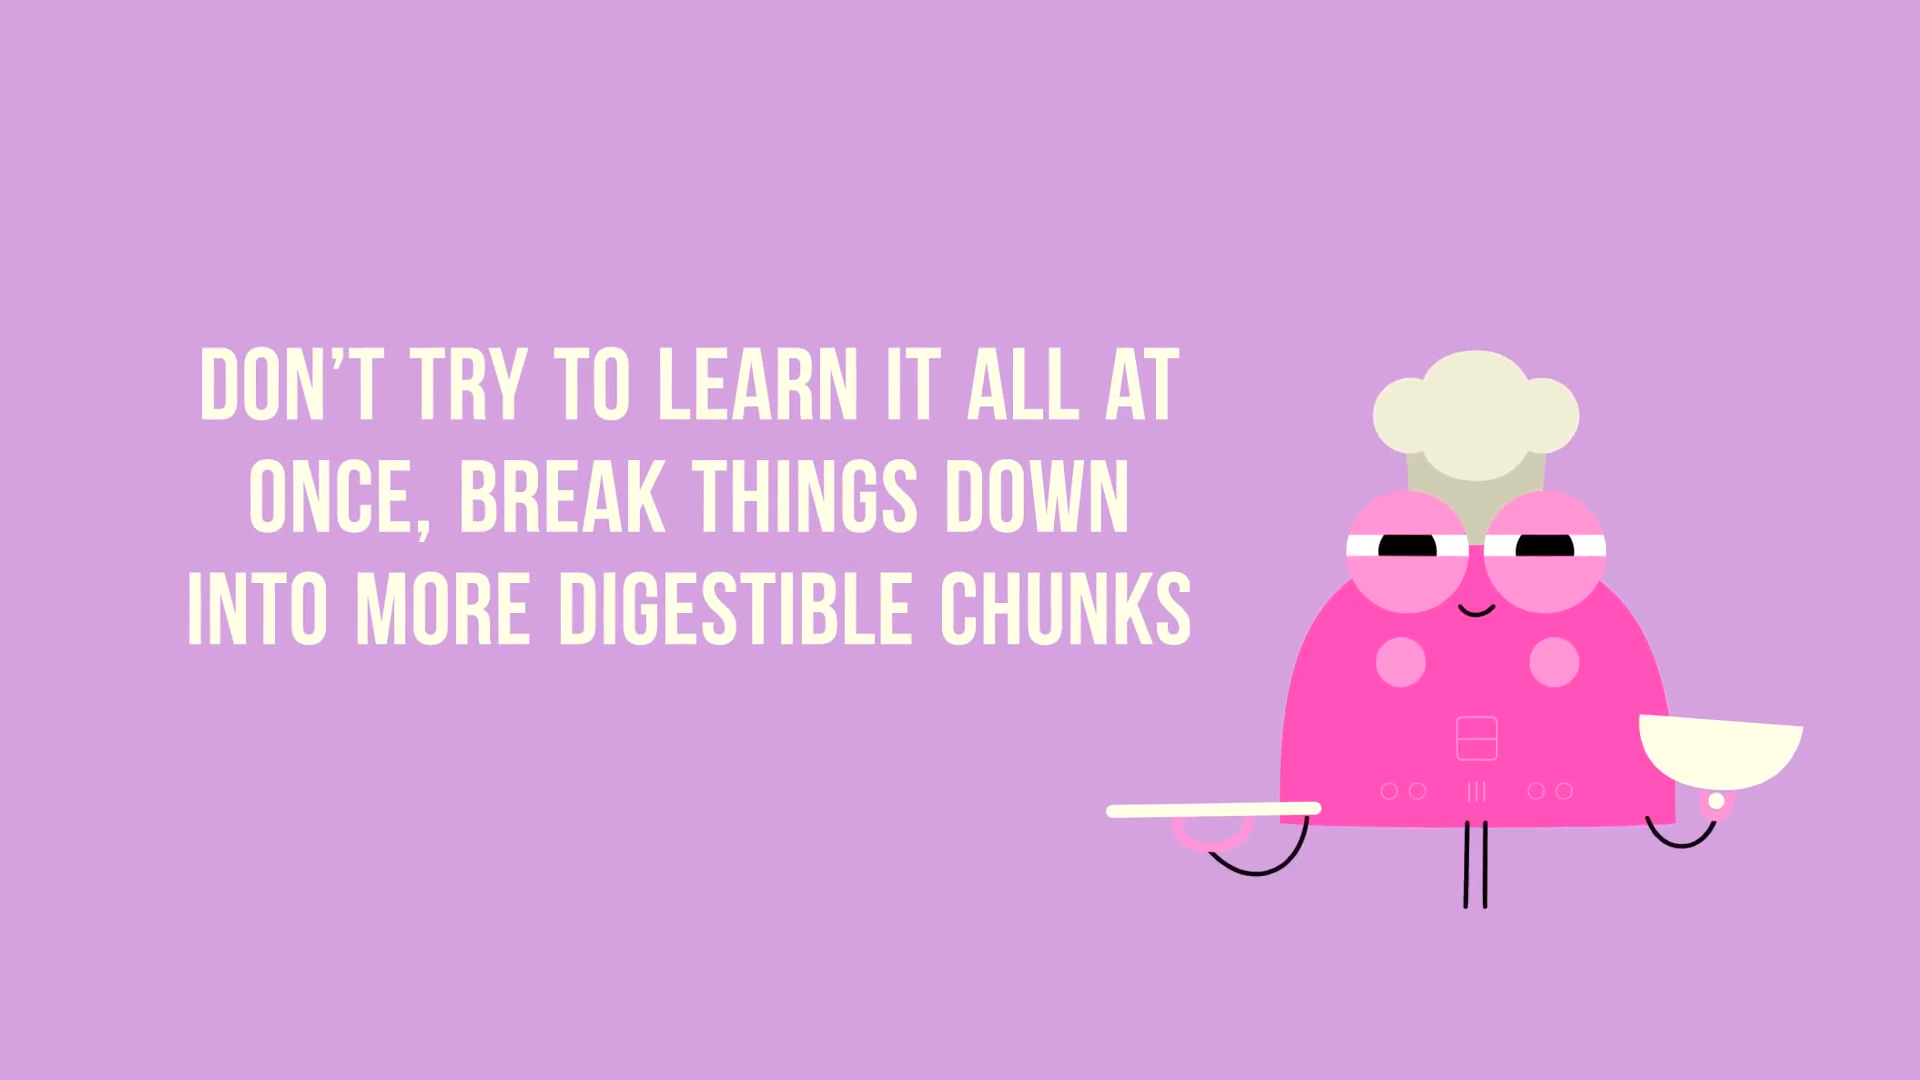 DON’T TRY TO LEARN IT ALL AT
ONCE, BREAK THINGS DOWN
INTO MORE DIGESTIBLE CHUNKS